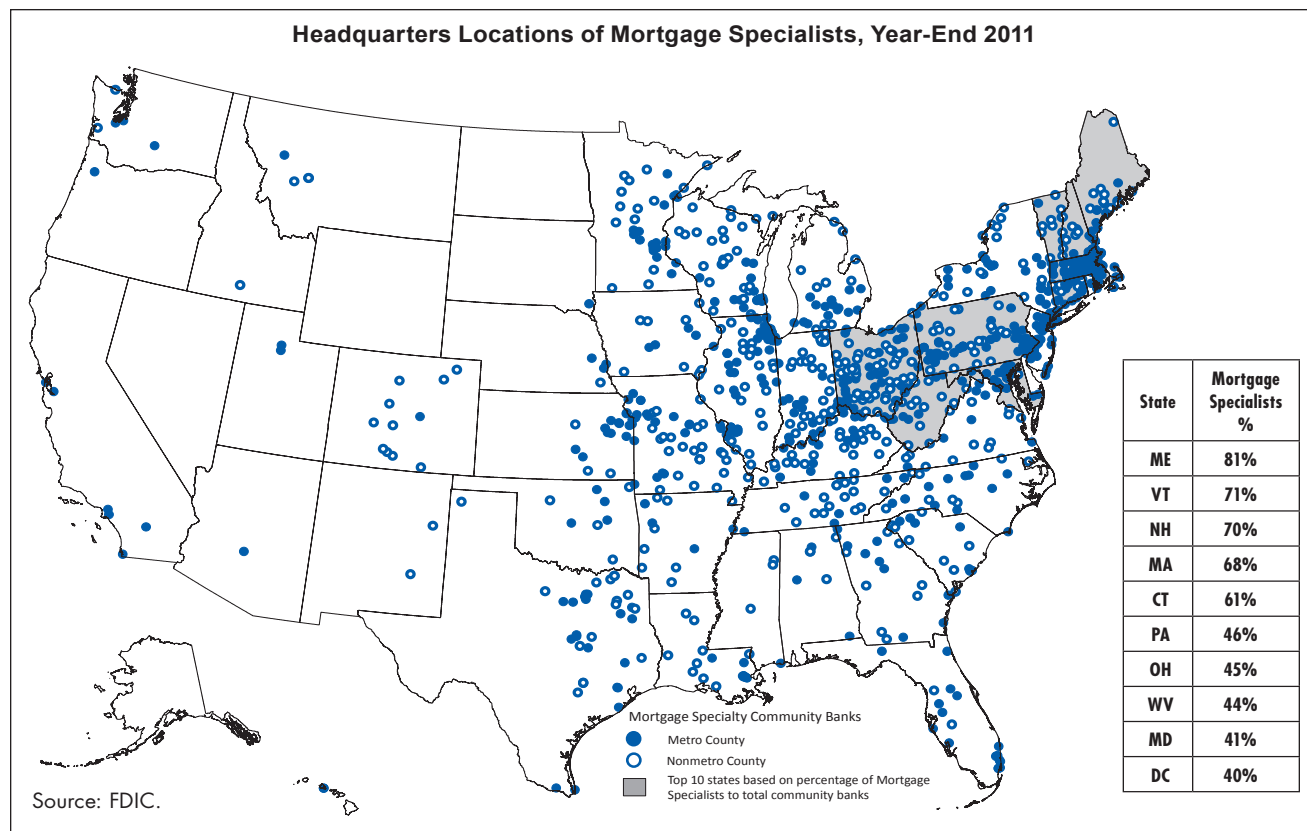 Headquarters Locations of Mortgage Specialists, Year-End 2011
State
Mortgage
Specialists
%
ME 81%
VT 71%
NH 70%
MA 68%
CT 61%
PA 46%
OH 45%
WV 44%
MD 41%
DC 40%
Mortgage Specialty Community Banks
Metro County
Nonmetro County
Top 10 states based on percentage of Mortgage
Specialists to total community banks
Source: FDIC.